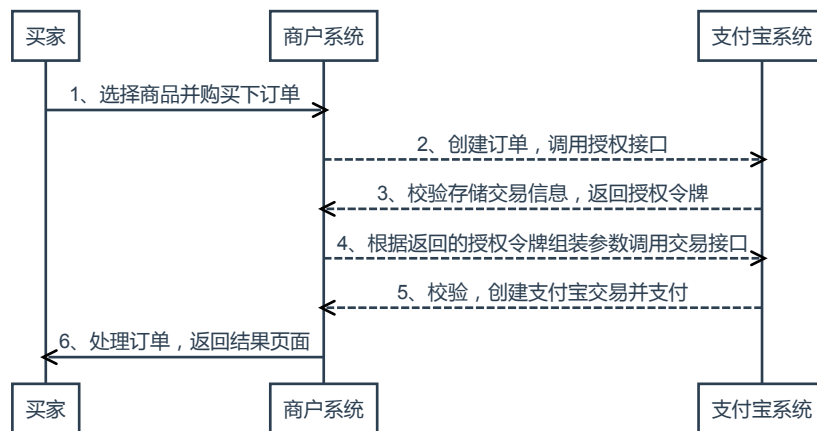 买家
商户系统
支付宝系统
1、选择商品并购买下订单
2、创建订单，调用授权接口
3、校验存储交易信息，返回授权令牌
4、根据返回的授权令牌组装参数调用交易接口
5、校验，创建支付宝交易并支付
6、处理订单，返回结果页面
买家
商户系统
支付宝系统